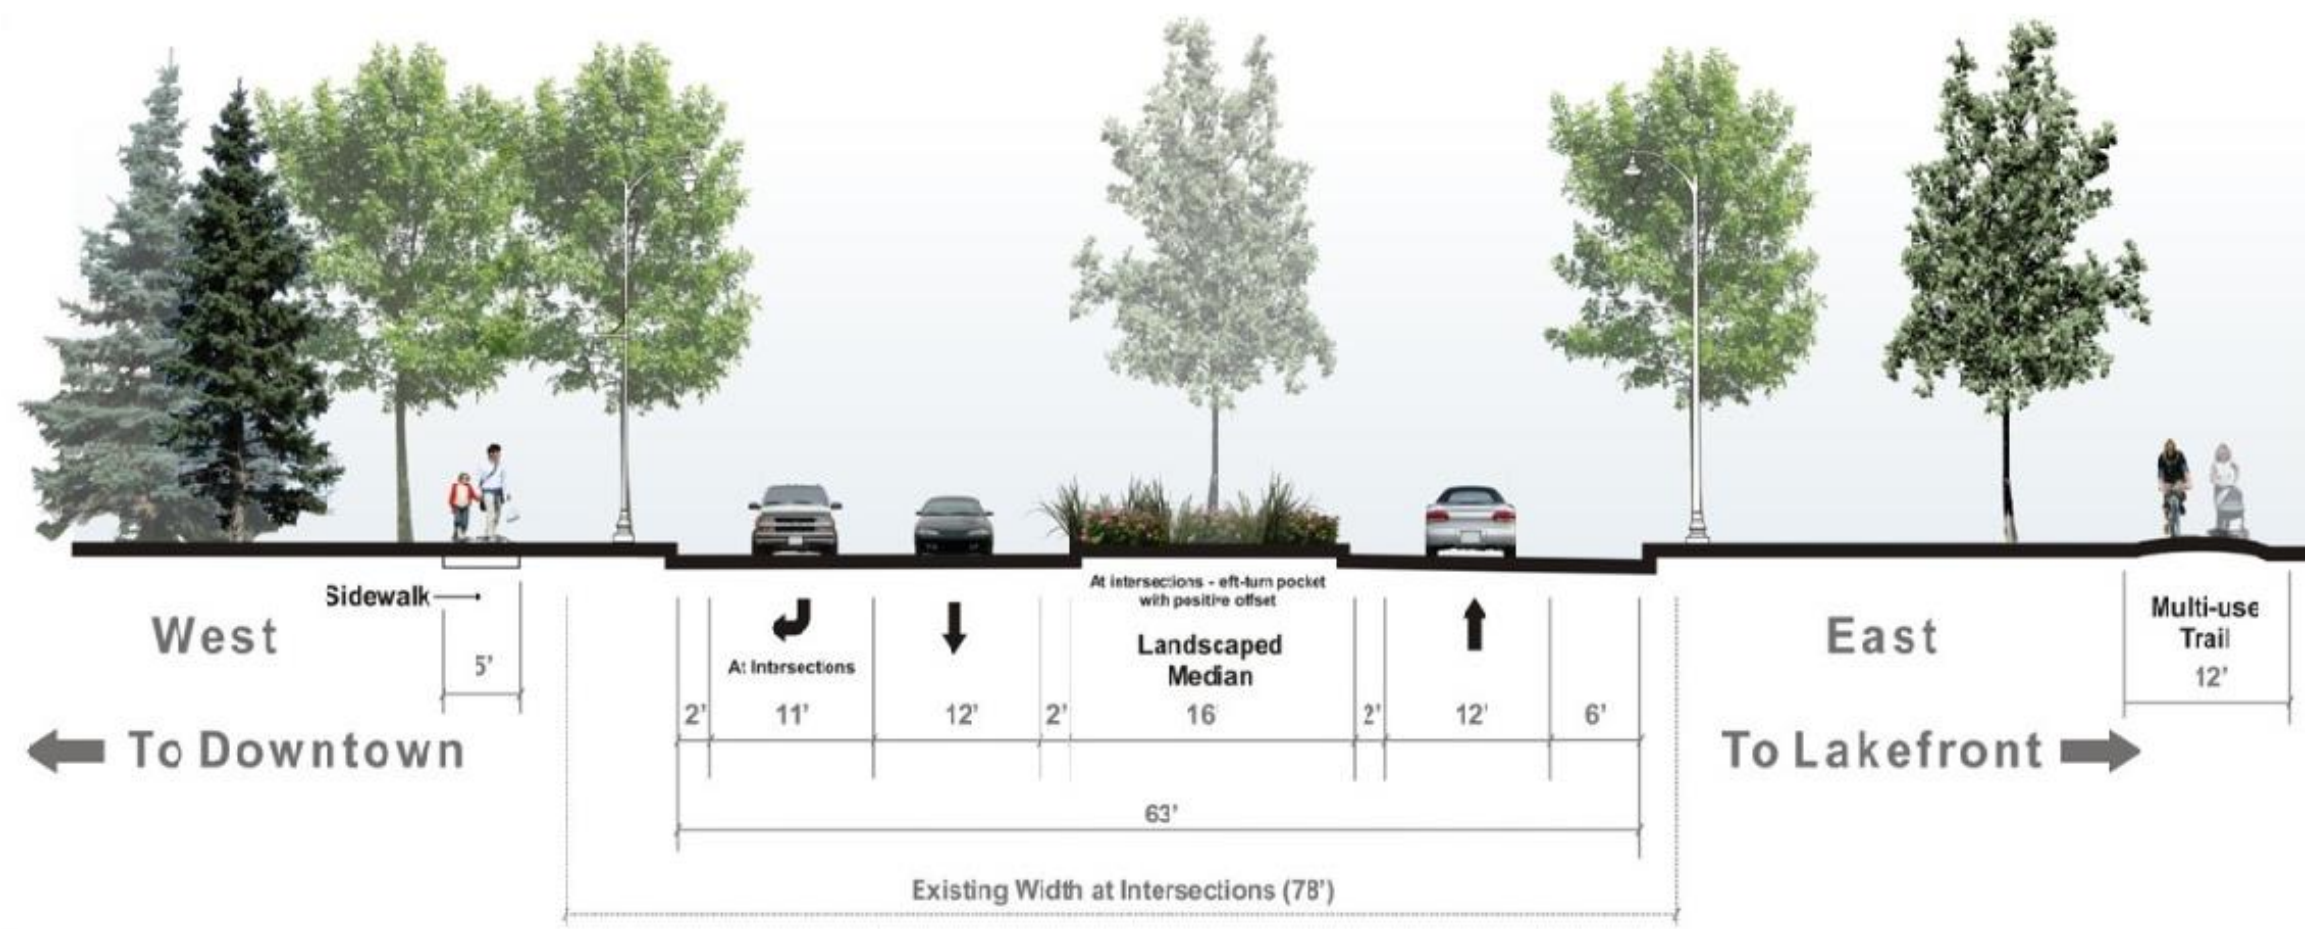 At intersections - eft-turn pocket
with positive offset
Sidewalk
West
5'
At Intersections
Landscaped
Median
East
Multi-use
Trail
12'
2'
11'
12'
2'
16
2'
12'
6'
To Downtown
To Lakefront
63'
Existing Width at Intersections (78')